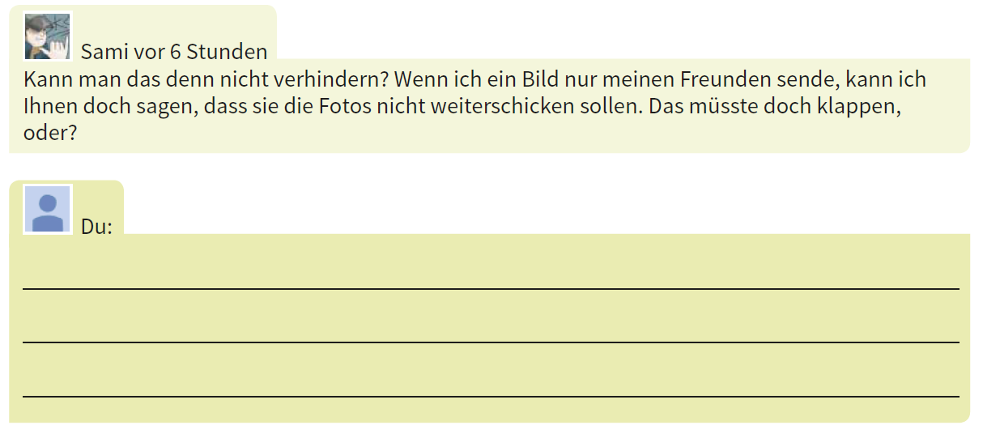 Sami vor 6 Stunden
Kann man das denn nicht verhindern? Wenn ich ein Bild nur meinen Freunden sende, kann ich
Ihnen doch sagen, dass sie die Fotos nicht weiterschicken sollen. Das müsste doch klappen,
oder?
Du: